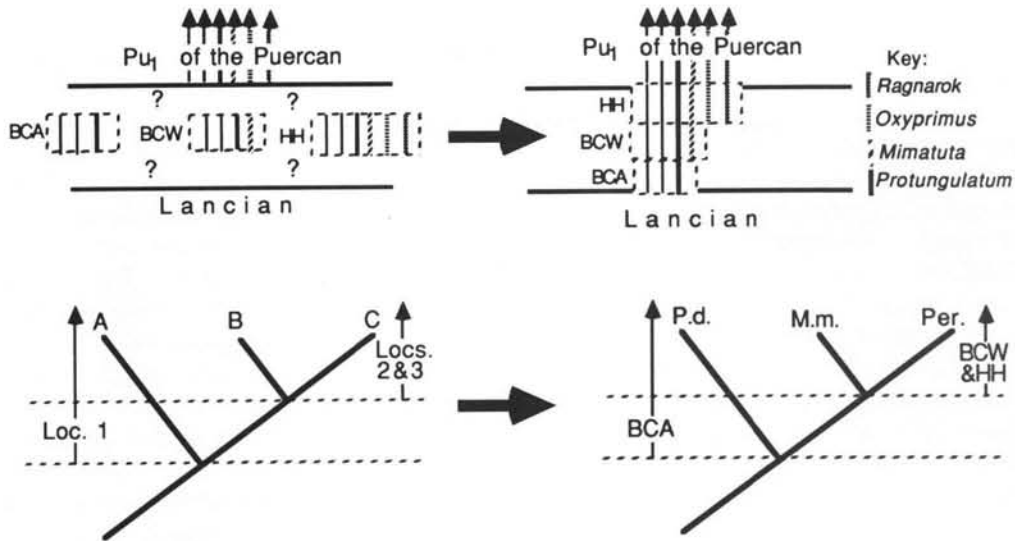 Pu1 of the Puercan
?
?
BCA
BCW
HH
?
?
Lancian
Pu1 of the Puercan
HH
BCW
BCA
Lancian
Key:
Ragnarok
Oxyprimus
Mimatuta
Protungulatum
A
B
C
Locs.
2 & 3
Loc. 1
P.d.
M.m.
Per.
BCW
& HH
BCA